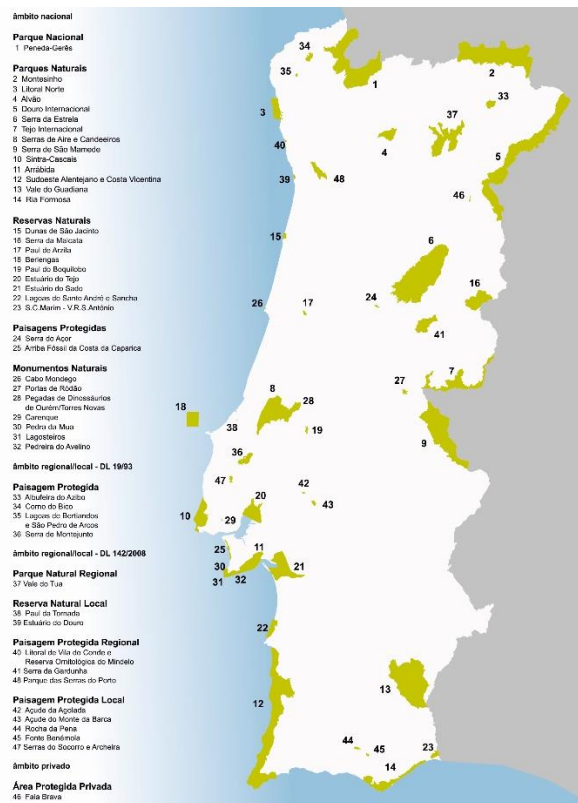 âmbito nacional
Parque Nacional
1 Peneda-Gerês
Parques Naturais
2 Montesinho
3 Litoral Norte
4 Alvão
5 Douro Internacional
6 Serra da Estrela
7 Tejo Internacional
8 Serras de Aire e Candeeiros
9 Serra de São Mamede
10 Sintra-Cascais
11 Arrábida
12 Sudoeste Alentejano e Costa Vicentina
13 Vale do Guadiana
14 Ria Formosa
Reservas Naturais
15 Dunas de São Jacinto
16 Serra da Malcata
17 Paul de Arzila
18 Berlengas
19 Paul do Boquilobo
20 Estuário do Tejo
21 Estuário do Sado
22 Lagoas de Santo André e Sancha
23 S.C.Marim - V.R.S.António
Paisagens Protegidas
24 Serra do Açor
25 Arriba Fóssil da Costa da Caparica
Monumentos Naturais
26 Cabo Mondego
27 Portas de Ródão
28 Pegadas de Dinossáurios
de Ourém/Torres Novas
29 Carenque
30 Pedra da Mua
31 Lagosteiros
32 Pedreira do Avelino
âmbito regional/local - DL 19/93
Paisagem Protegida
33 Albufeira do Azibo
34 Corno do Bico
35 Lagoas de Bertiandos
e São Pedro de Arcos
36 Serra de Montejunto
âmbito regional/local - DL 142/2008
Parque Natural Regional
37 Vale do Tua
Reserva Natural Local
38 Paul da Tornada
39 Estuário do Douro
Paisagem Protegida Regional
40 Litoral de Vila do Conde e
Reserva Ornitológica do Mindelo
41 Serra da Gardunha
48 Parque das Serras do Porto
Paisagem Protegida Local
42 Açude da Agolada
43 Açude do Monte da Barca
44 Rocha da Pena
45 Fonte Benémola
47 Serras do Socorro e Archeira
âmbito privado
Área Protegida Privada
46 Faia Brava
34
35
1
2
33
3
37
40
4
5
39
48
46
15
6
26
17
24
16
41
7
27
8
28
18
38
19
9
36
47
42
20
43
10
29
25
11
30
21
31
32
22
12
13
44
45
23
14